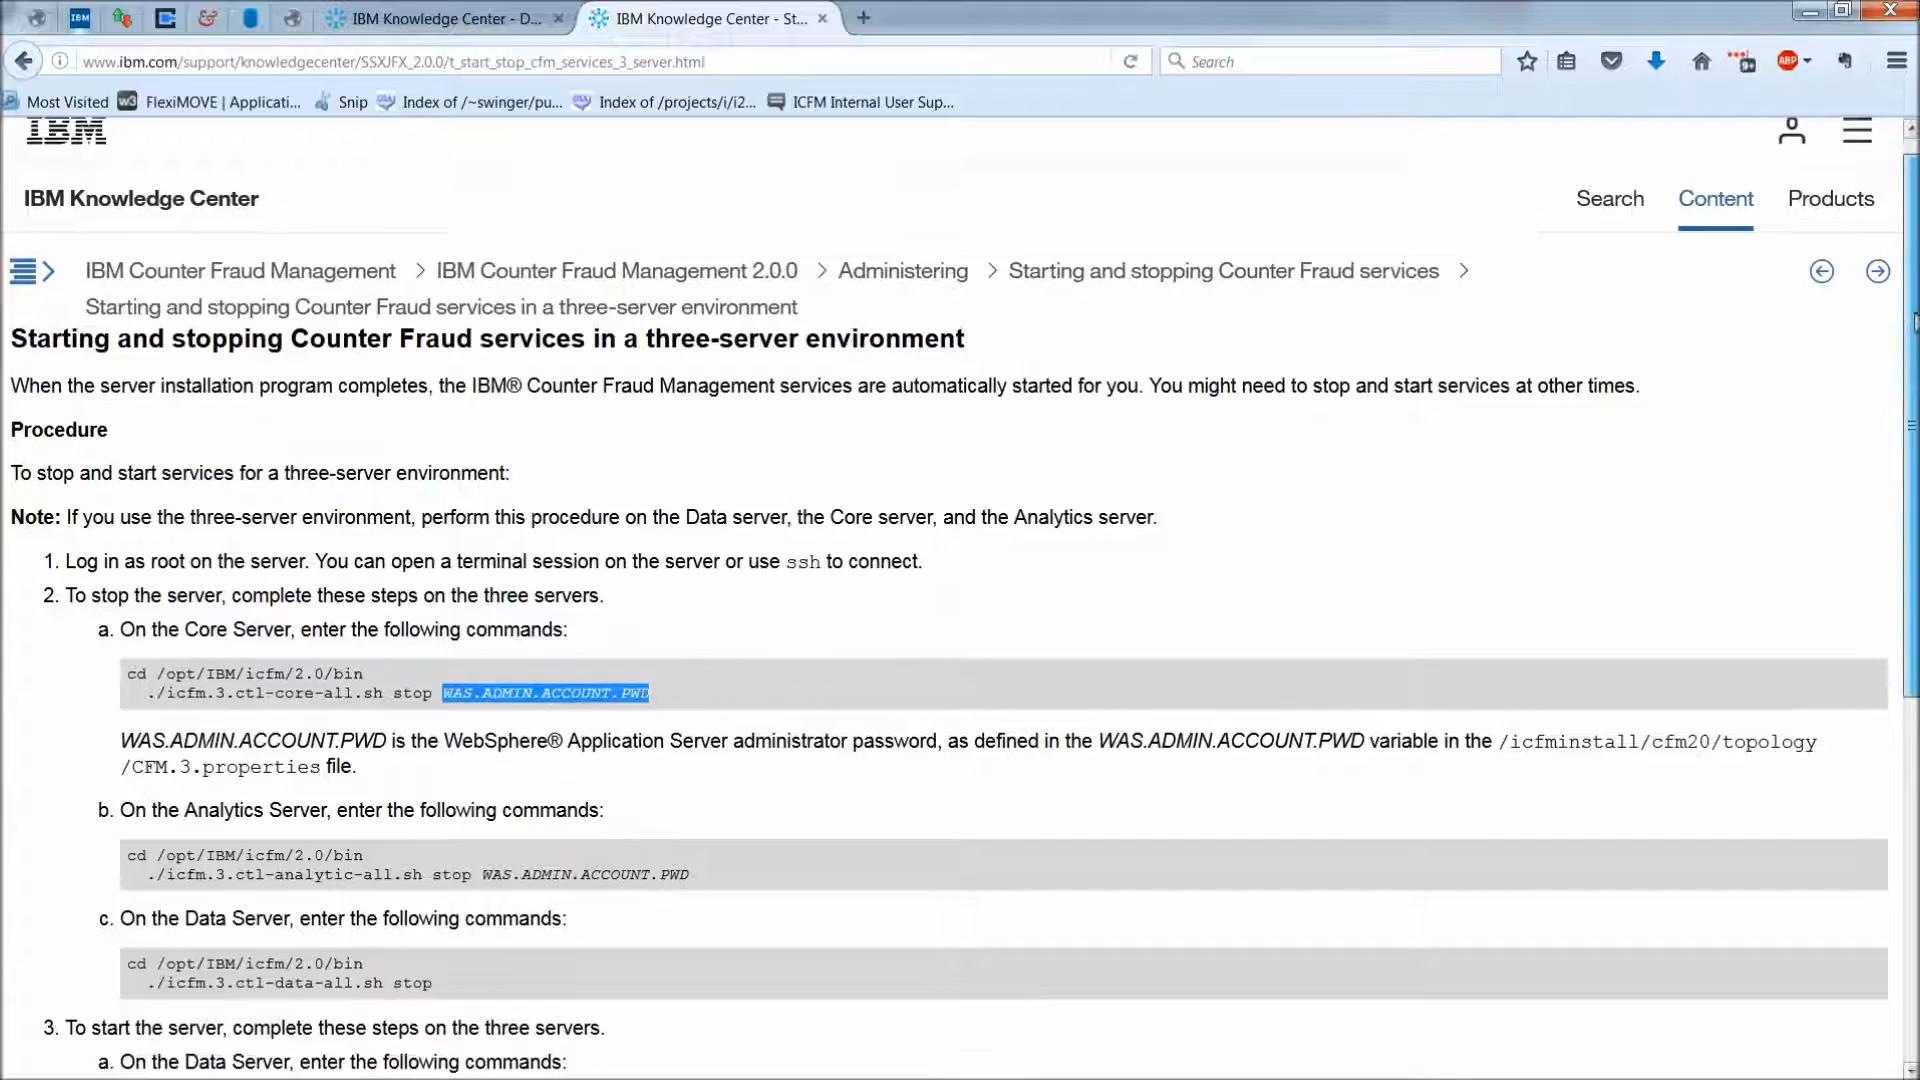 IBM
IBM Knowledge Center - D...
IBM Knowledge Center - St...
www.ibm.com/support/knowledgecenter/SSXJFX_2.0.0/t_start_stop_cfm_services_3_server.html
Search
ABP
Most Visited
w3
FlexiMOVE | Applicati...
Snip
Index of /~swinger/pu...
Index of /projects/i/i2...
ICFM Internal User Sup...
IBM
IBM Knowledge Center
Search
Content
Products
IBM Counter Fraud Management > IBM Counter Fraud Management 2.0.0 > Administering > Starting and stopping Counter Fraud services >
Starting and stopping Counter Fraud services in a three-server environment
Starting and stopping Counter Fraud services in a three-server environment
When the server installation program completes, the IBM® Counter Fraud Management services are automatically started for you. You might need to stop and start services at other times.
Procedure
To stop and start services for a three-server environment:
Note: If you use the three-server environment, perform this procedure on the Data server, the Core server, and the Analytics server.
1. Log in as root on the server. You can open a terminal session on the server or use ssh to connect.
2. To stop the server, complete these steps on the three servers.
a. On the Core Server, enter the following commands:
cd /opt/IBM/icfm/2.0/bin
./icfm.3.ctl-core-all.sh stop WAS.ADMIN.ACCOUNT.PWD
WAS.ADMIN.ACCOUNT.PWD is the WebSphere® Application Server administrator password, as defined in the WAS.ADMIN.ACCOUNT.PWD variable in the /icfminstall/cfm20/topology
/CFM.3.properties file.
b. On the Analytics Server, enter the following commands:
cd /opt/IBM/icfm/2.0/bin
./icfm.3.ctl-analytic-all.sh stop WAS.ADMIN.ACCOUNT.PWD
c. On the Data Server, enter the following commands:
cd /opt/IBM/icfm/2.0/bin
./icfm.3.ctl-data-all.sh stop
3. To start the server, complete these steps on the three servers.
a. On the Data Server, enter the following commands: